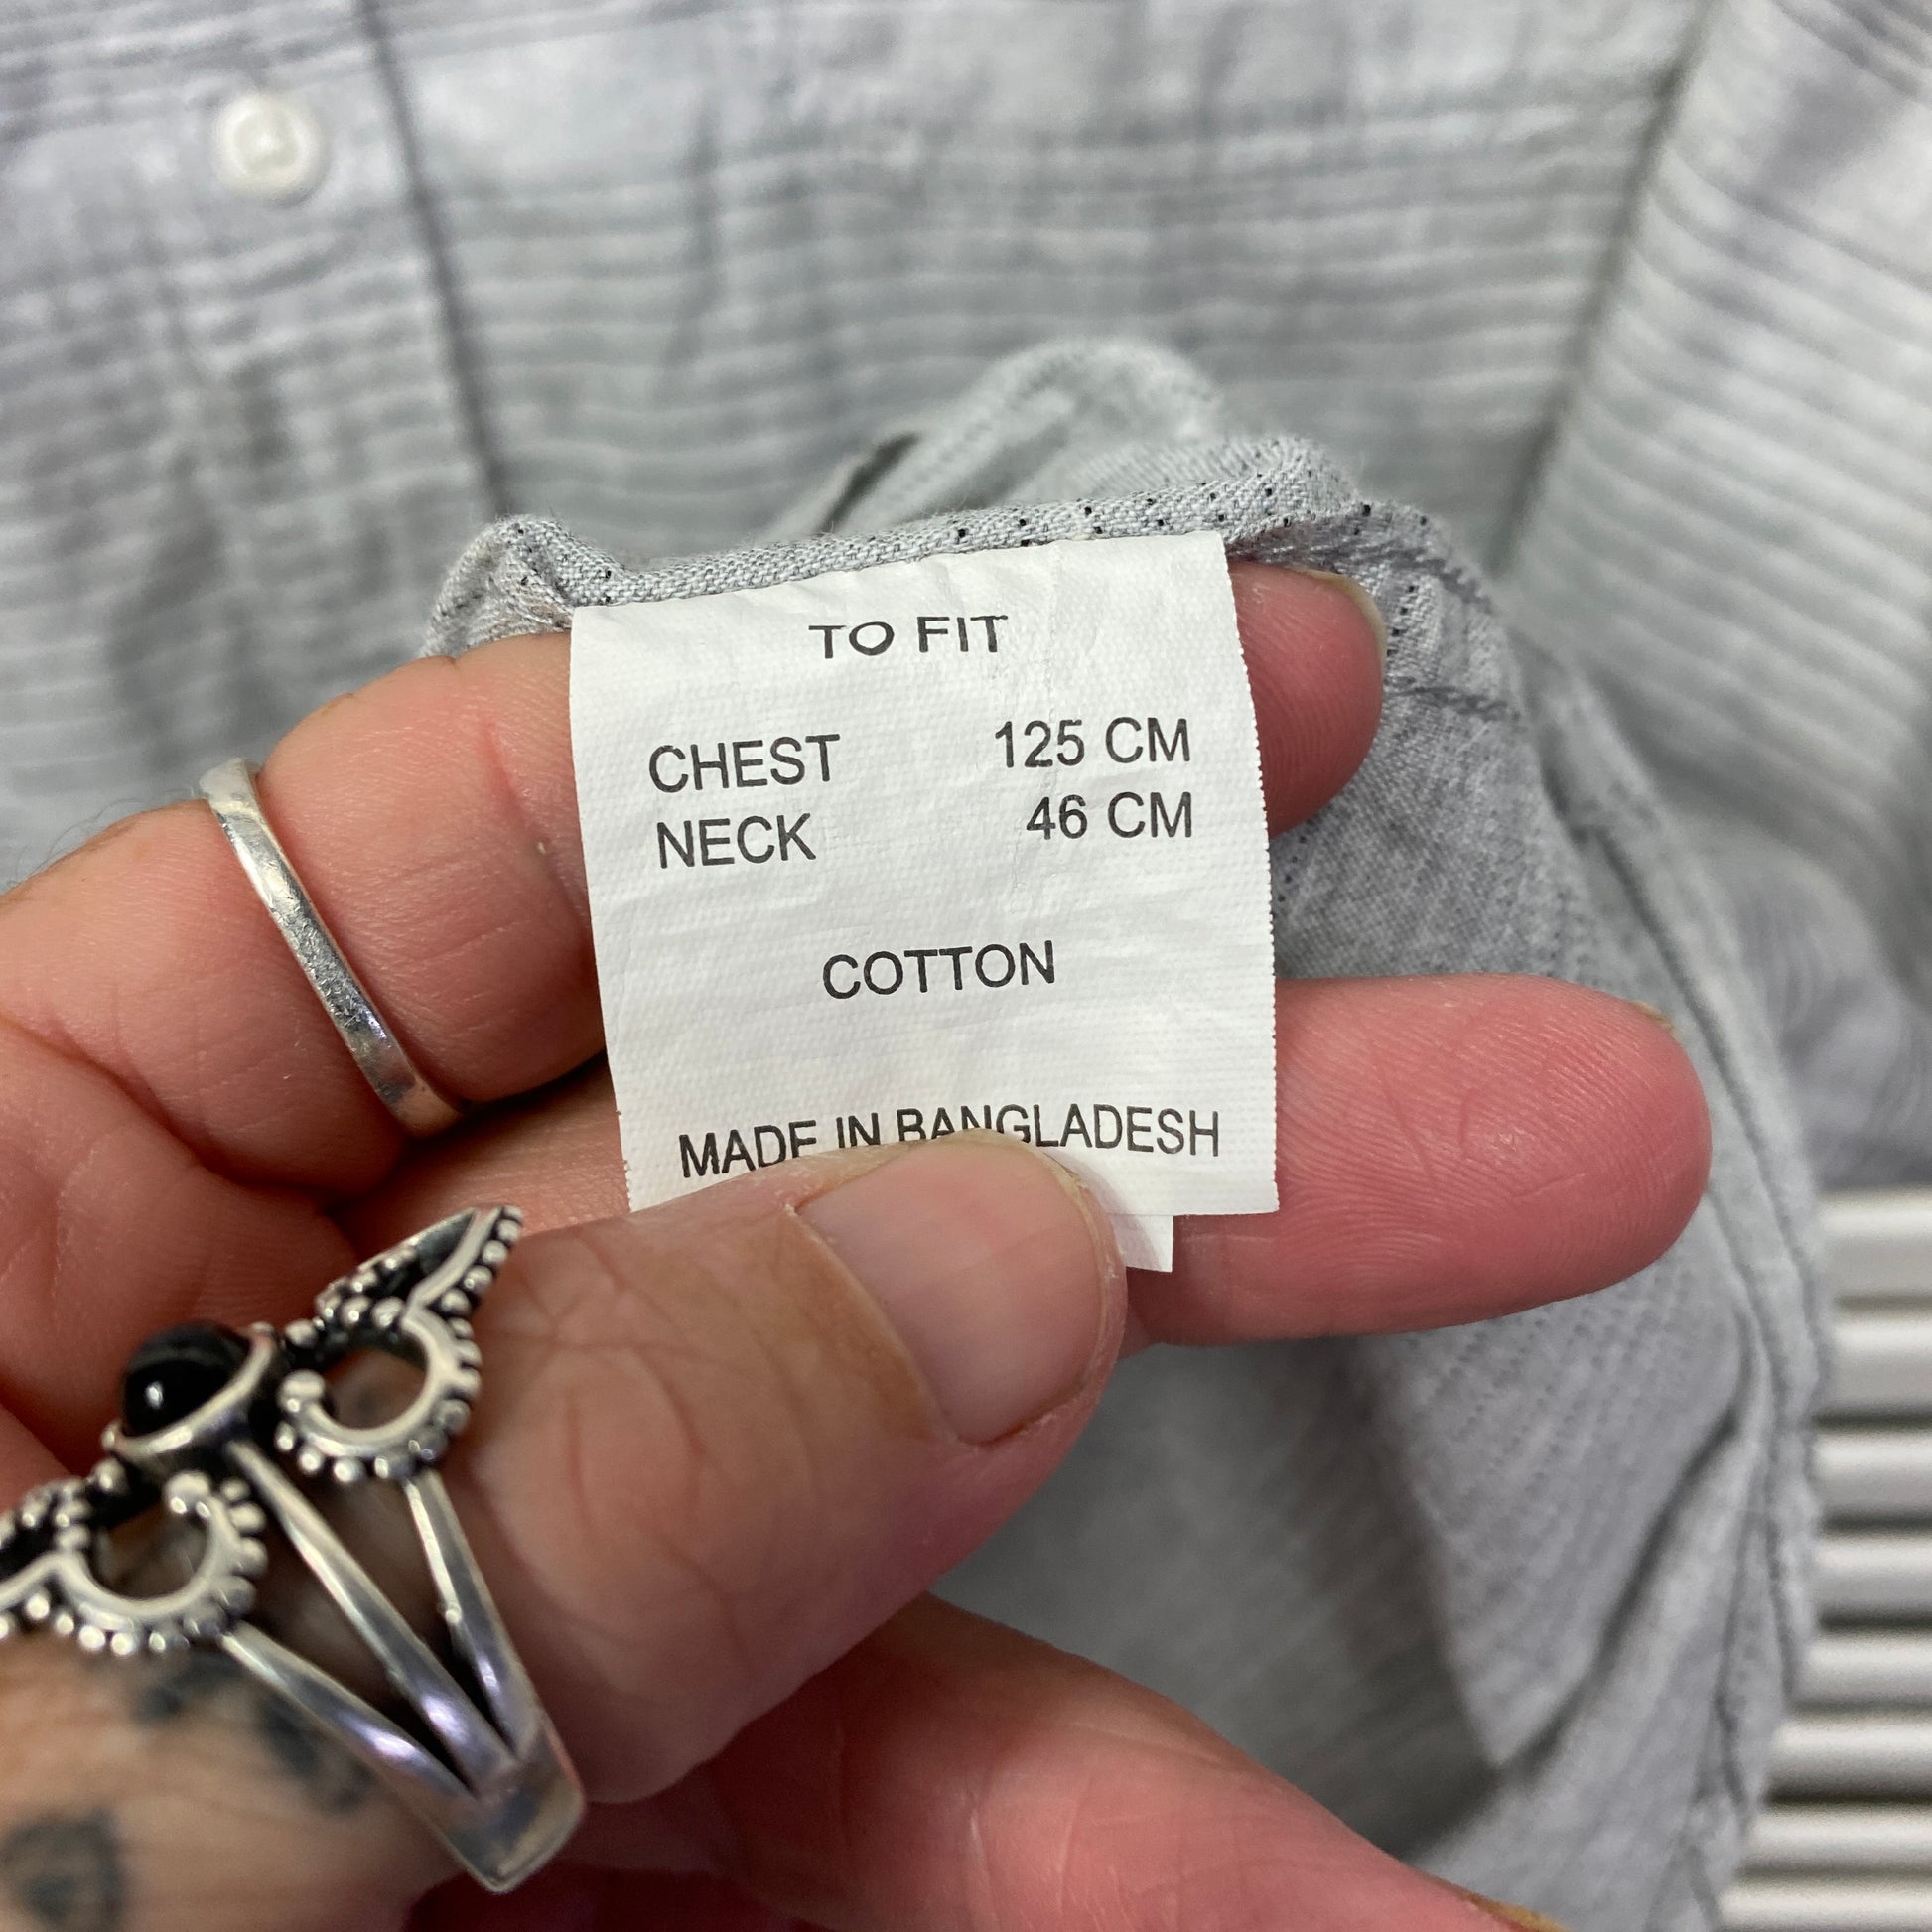 TO FIT
CHEST 125 CM
NECK 46 CM
COTTON
MADE IN BANGLADESH